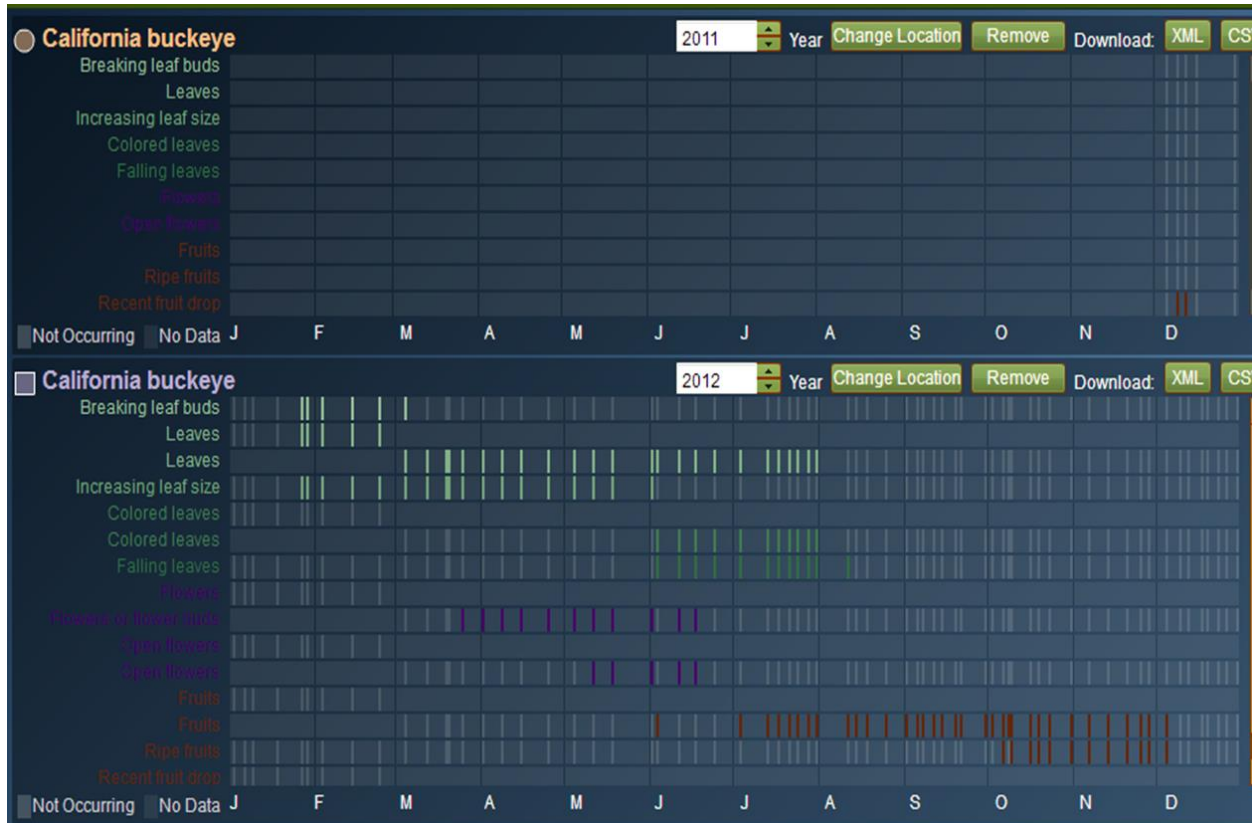 California buckeye 2011 Year Change Location Remove Download: XML CS
Breaking leaf buds
Leaves
Increasing leaf size
Colored leaves
Falling leaves
Flowers
Open flowers
Fruits
Ripe fruits
Recent fruit drop
Not Occurring No Data J F M A M J J A S O N D
California buckeye 2012 Year Change Location Remove Download: XML CS
Breaking leaf buds
Leaves
Leaves
Increasing leaf size
Colored leaves
Colored leaves
Falling leaves
Flowers
Flowers or flower buds
Open flowers
Open flowers
Fruits
Fruits
Ripe fruits
Recent fruit drop
Not Occurring No Data J F M A M J J A S O N D